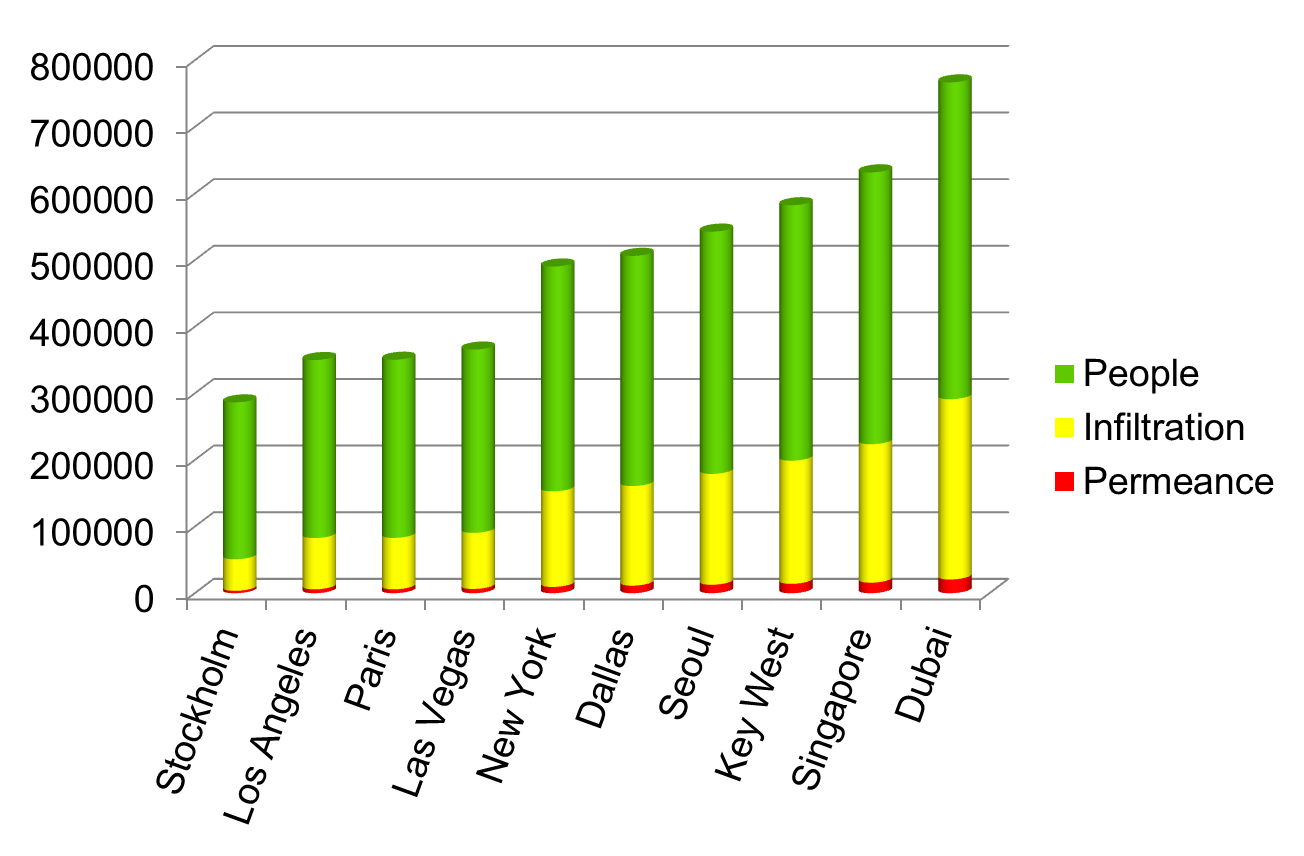 800000
700000
600000
500000
400000
300000
200000
100000
0
Stockholm
Los Angeles
Paris
Las Vegas
New York
Dallas
Seoul
Key West
Singapore
Dubai
People
Infiltration
Permeance